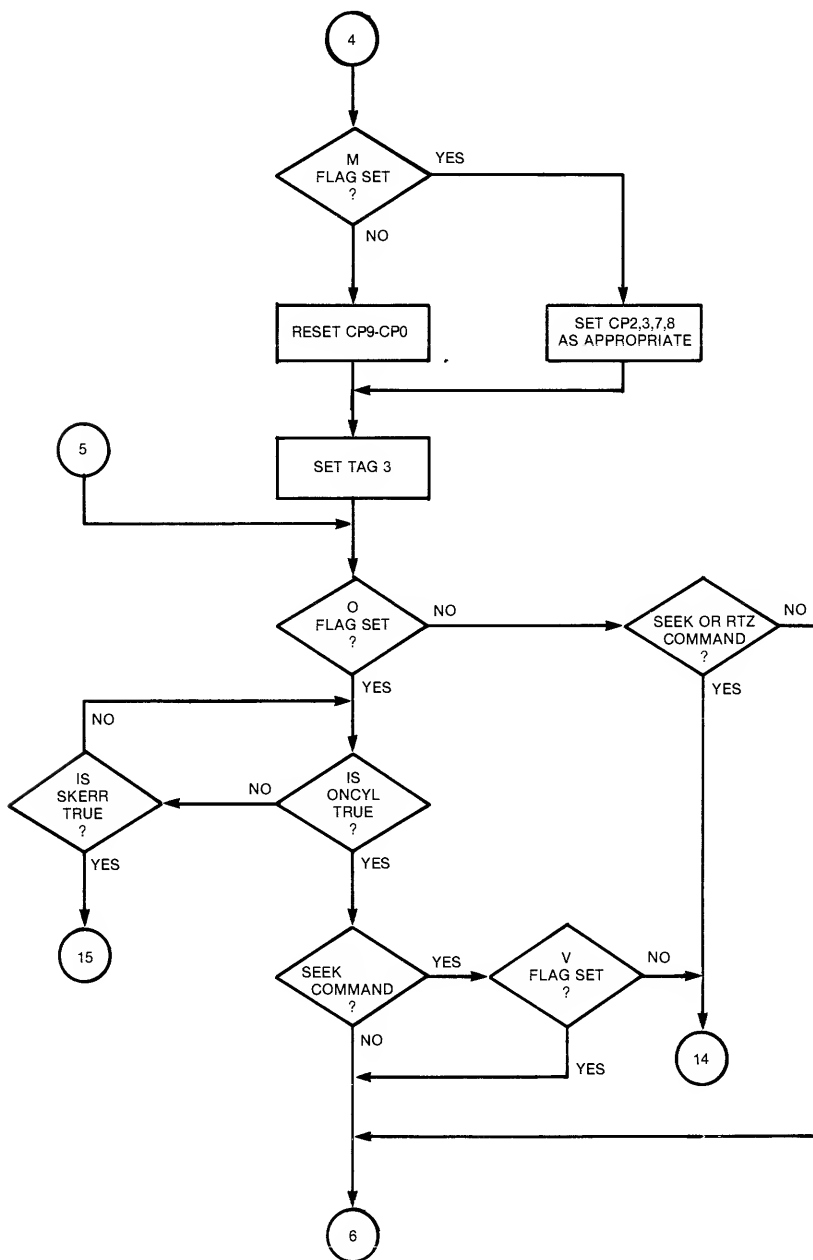 4
M
FLAG SET
?
YES
NO
RESET CP9-CP0
SET CP2,3,7,8
AS APPROPRIATE
5
SET TAG 3
O
FLAG SET
?
NO
YES
SEEK OR RTZ
COMMAND
?
NO
YES
NO
IS
SKERR
TRUE
?
YES
NO
IS
ONCYL
TRUE
?
YES
15
SEEK
COMMAND
?
YES
NO
V
FLAG SET
?
NO
YES
14
6